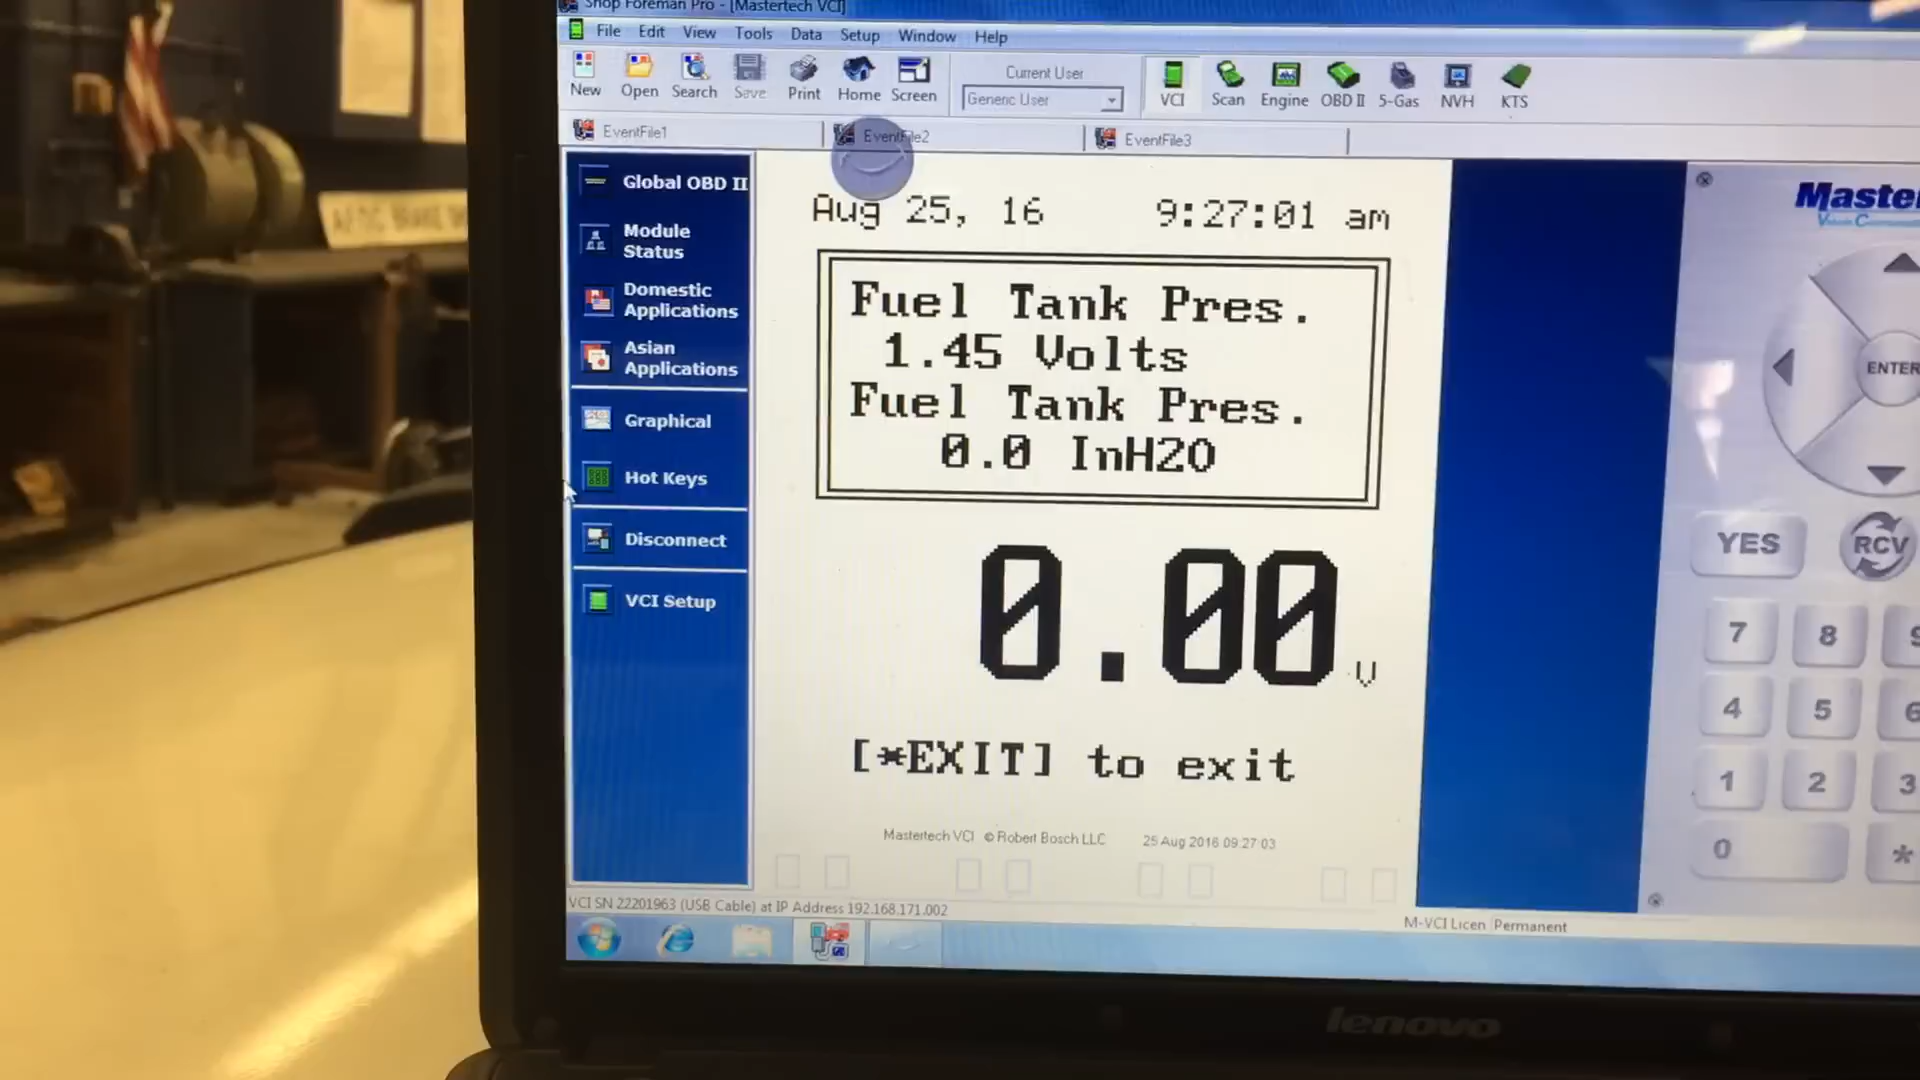 Shop Foreman Pro - [Mastertech VCI]
File Edit View Tools Data Setup Window Help
New Open Search Save Print Home Screen
Current User
Generic User
VCI Scan Engine OBD II 5-Gas NVH KTS
EventFile1 EventFile2 EventFile3
Global OBD II
Module
Status
Domestic
Applications
Asian
Applications
Graphical
Hot Keys
Disconnect
VCI Setup
Aug 25, 16 9:27:01 am
Fuel Tank Pres.
1.45 Volts
Fuel Tank Pres.
0.0 InH2O
0.00 V
[*EXIT] to exit
Mastertech VCI © Robert Bosch LLC 25 Aug 2016 09:27:03
Maste
ENTER
YES RCV
7 8 9
4 5 6
1 2 3
0 *
VCI SN 22201963 (USB Cable) at IP Address 192.168.171.002
M-VCI Licen Permanent
lenovo